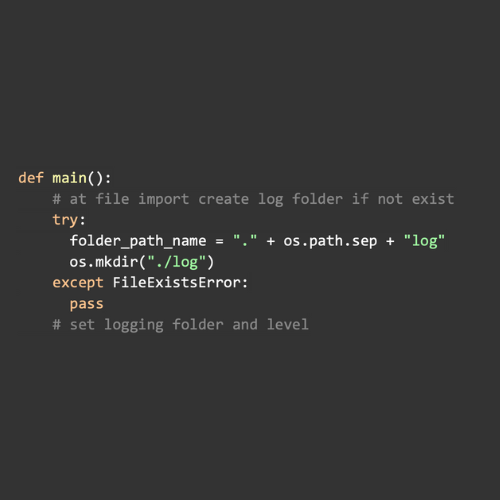 def main():
    # at file import create log folder if not exist
    try:
      folder_path_name = "." + os.path.sep + "log"
      os.mkdir("./log")
    except FileExistsError:
      pass
    # set logging folder and level